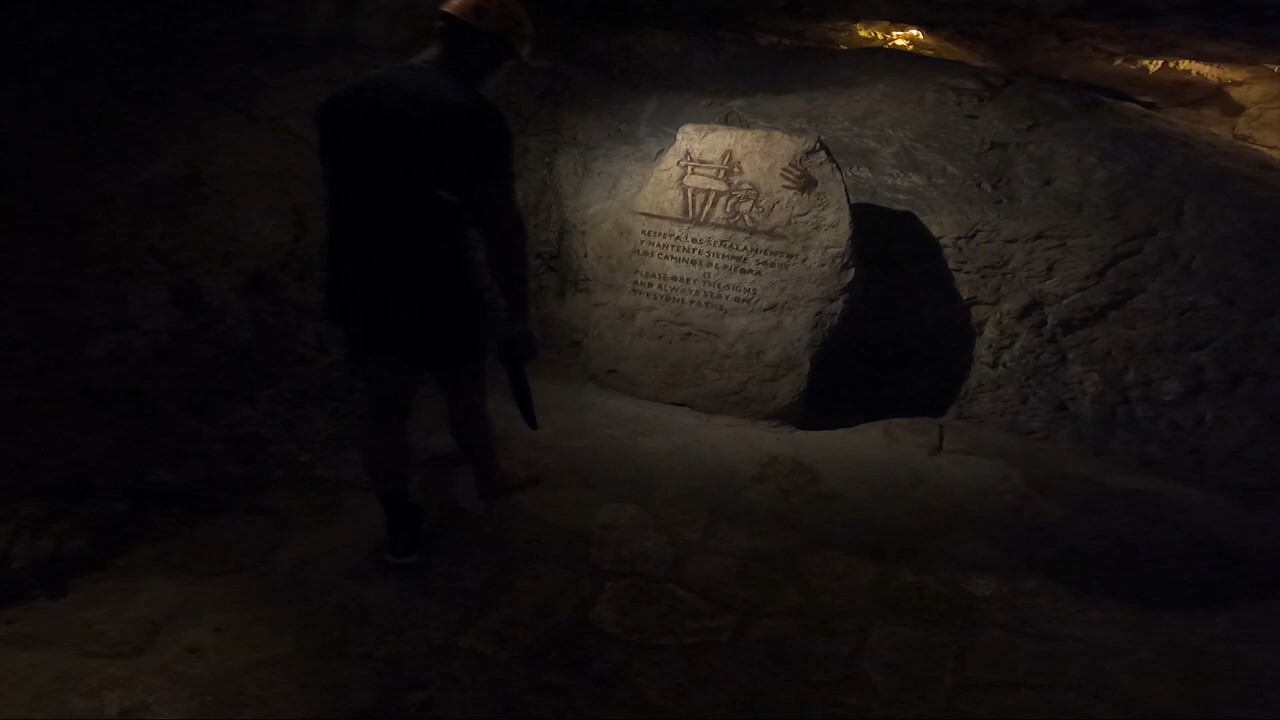 RESPETA LOS SEÑALAMIENTOS
Y MANTENTE SIEMPRE SOBRE
LOS CAMINOS DE PIEDRA
PLEASE OBEY THE SIGNS
AND ALWAYS STAY ON
THE STONE PATHS